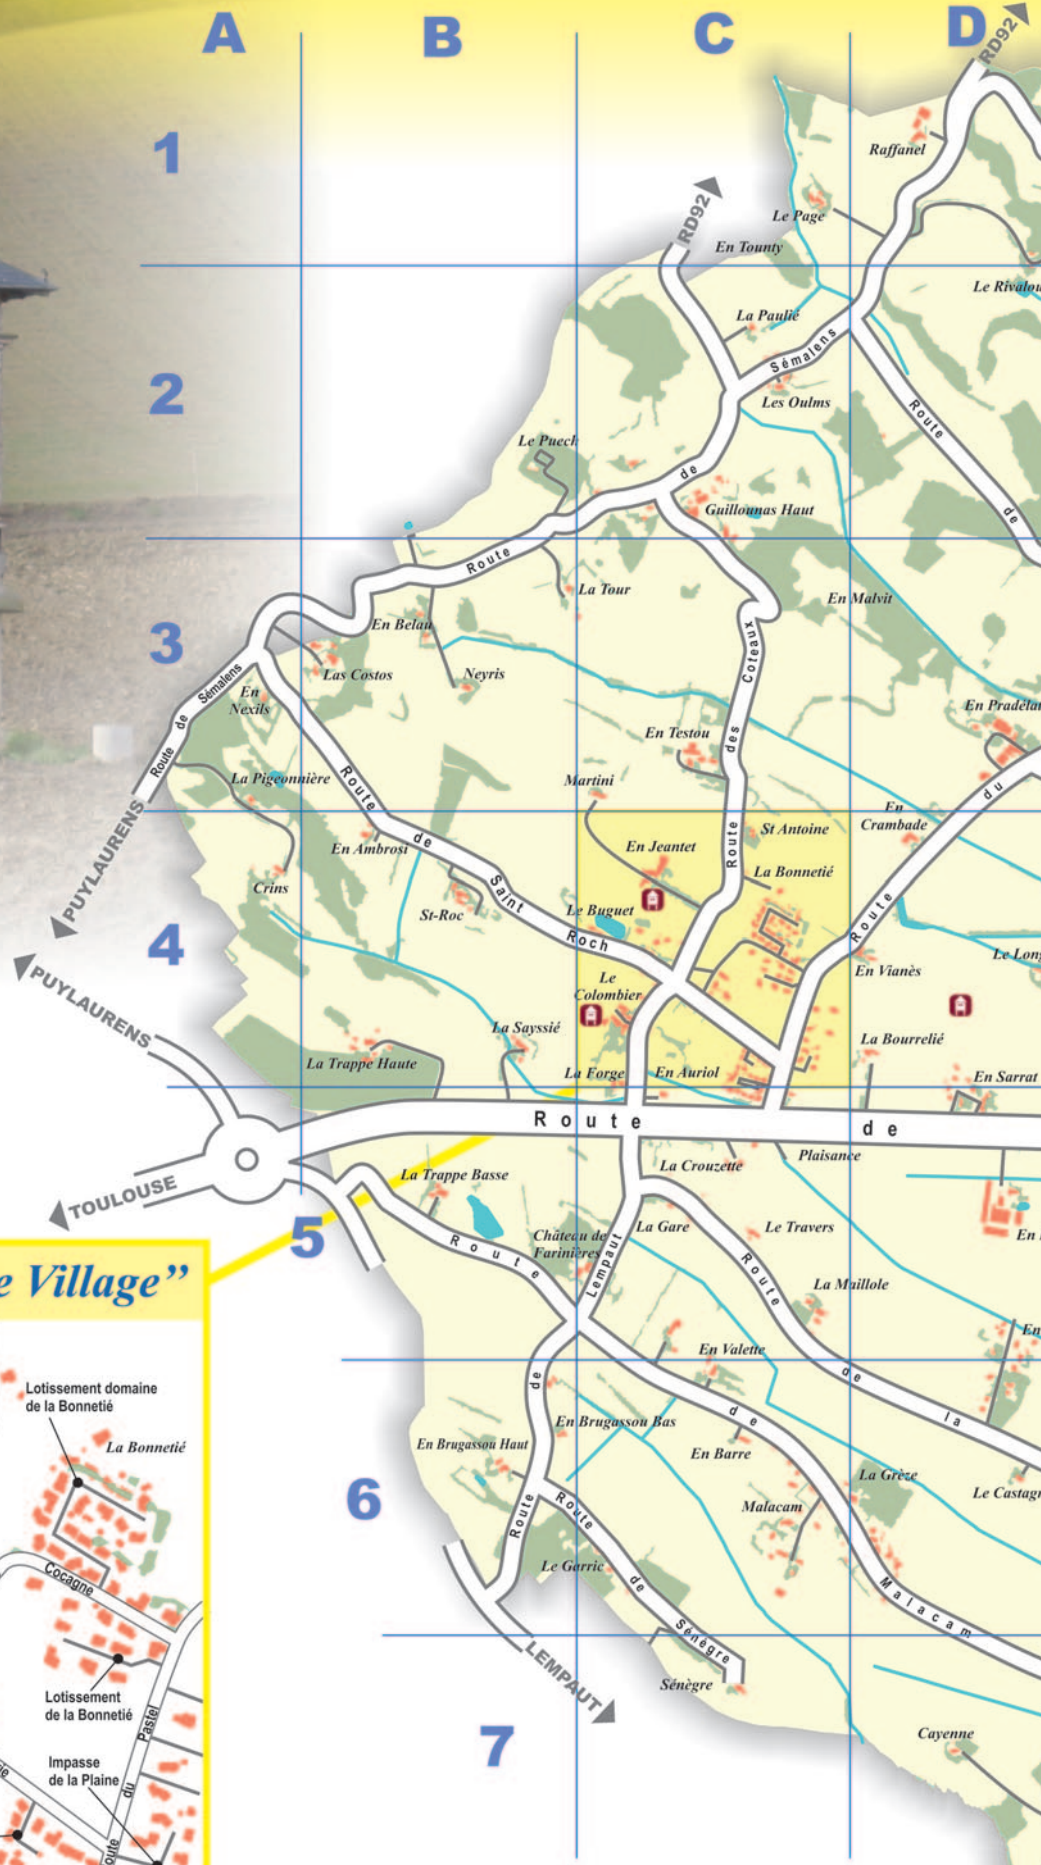 A
B
C
D
RD92
1
Raffanel
Le Page
RD92
En Tounty
Le Rivalou
La Paulié
Sémalens
2
Les Oulms
Route
Le Puech
de
Guillounas Haut
de
Route
La Tour
En Malvit
En Belau
3
Coteaux
Las Costos
Neyris
Sémalens
En
Nexils
En Pradélat
de
des
En Testou
Route
La Pigeonnière
Martini
Route
du
PUYLAURENS
En
Crambade
St Antoine
de
Route
En Ambrosi
En Jeantet
La Bonnetié
Crins
Saint
St-Roc
Le Buguet
Route
4
Roch
Le Long
PUYLAURENS
En Vianès
Le
Colombier
La Sayssié
La Bourrelié
La Trappe Haute
La Forge
En Auriol
En Sarrat
Route
de
Plaisance
La Crouzette
La Trappe Basse
TOULOUSE
5
La Gare
Le Travers
Château de
Farinières
En
Route
Lempaut
Route
e Village”
La Maillole
En
En Valette
Lotissement domaine
de la Bonnetié
de
de
de
la
En Brugassou Bas
La Bonnetié
En Brugassou Haut
En Barre
La Grèze
6
Malacam
Le Castagn
Route
Route
Cocagne
Le Garric
de
Malacam
Sénègre
LEMPAUT
Sénègre
Lotissement
de la Bonnetié
Pastel
7
Cayenne
Impasse
de la Plaine
du
oute